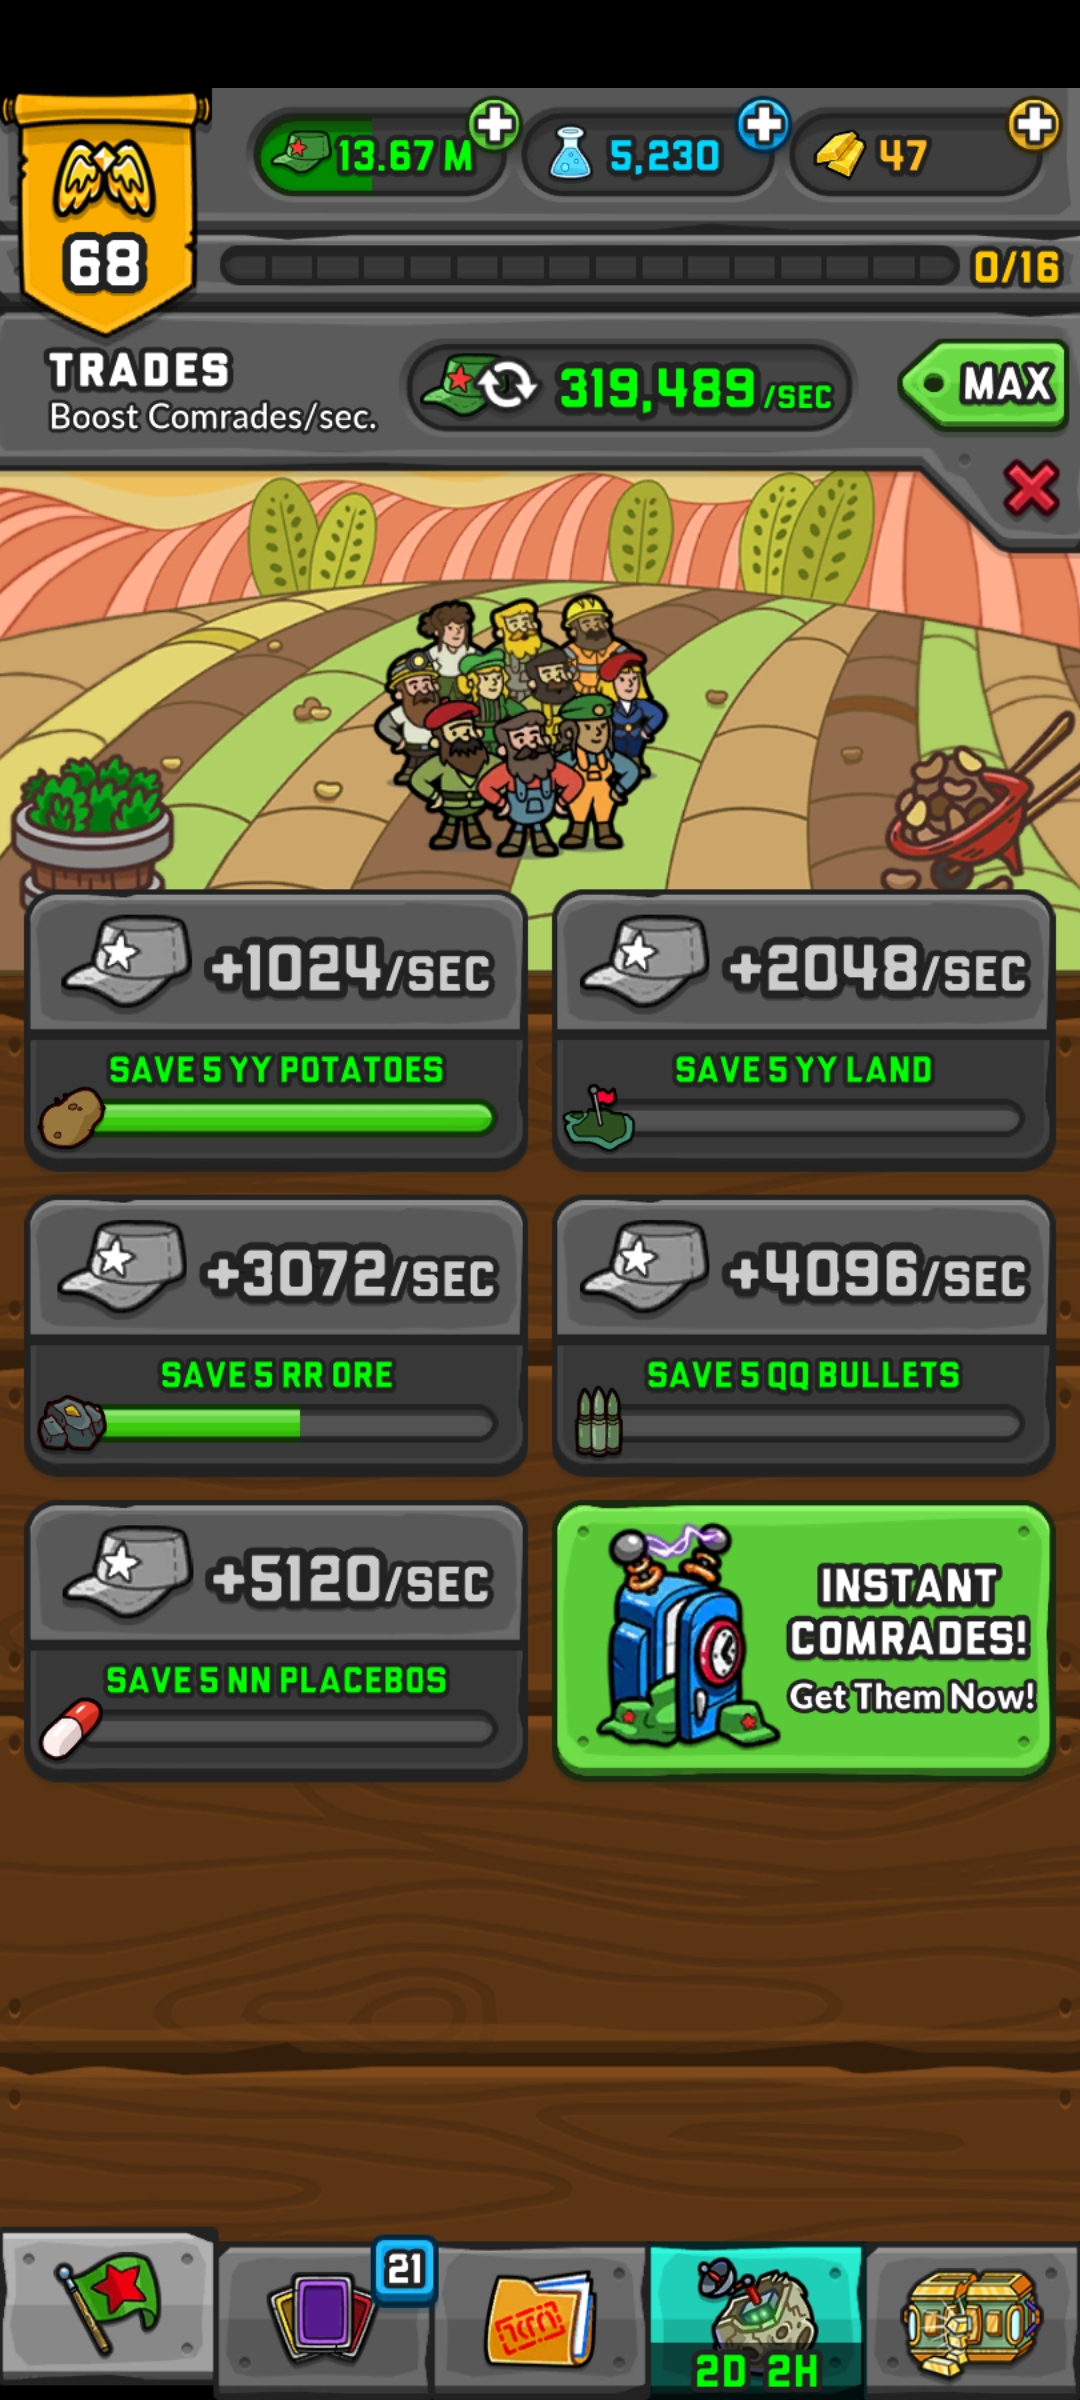 13.67 M
5,230
47
68
0/16
TRADES
Boost Comrades/sec.
319,489/SEC
MAX
+1024/SEC
SAVE 5 YY POTATOES
+2048/SEC
SAVE 5 YY LAND
+3072/SEC
SAVE 5 RR ORE
+4096/SEC
SAVE 5 QQ BULLETS
+5120/SEC
SAVE 5 NN PLACEBOS
INSTANT
COMRADES!
Get Them Now!
21
2D 2H